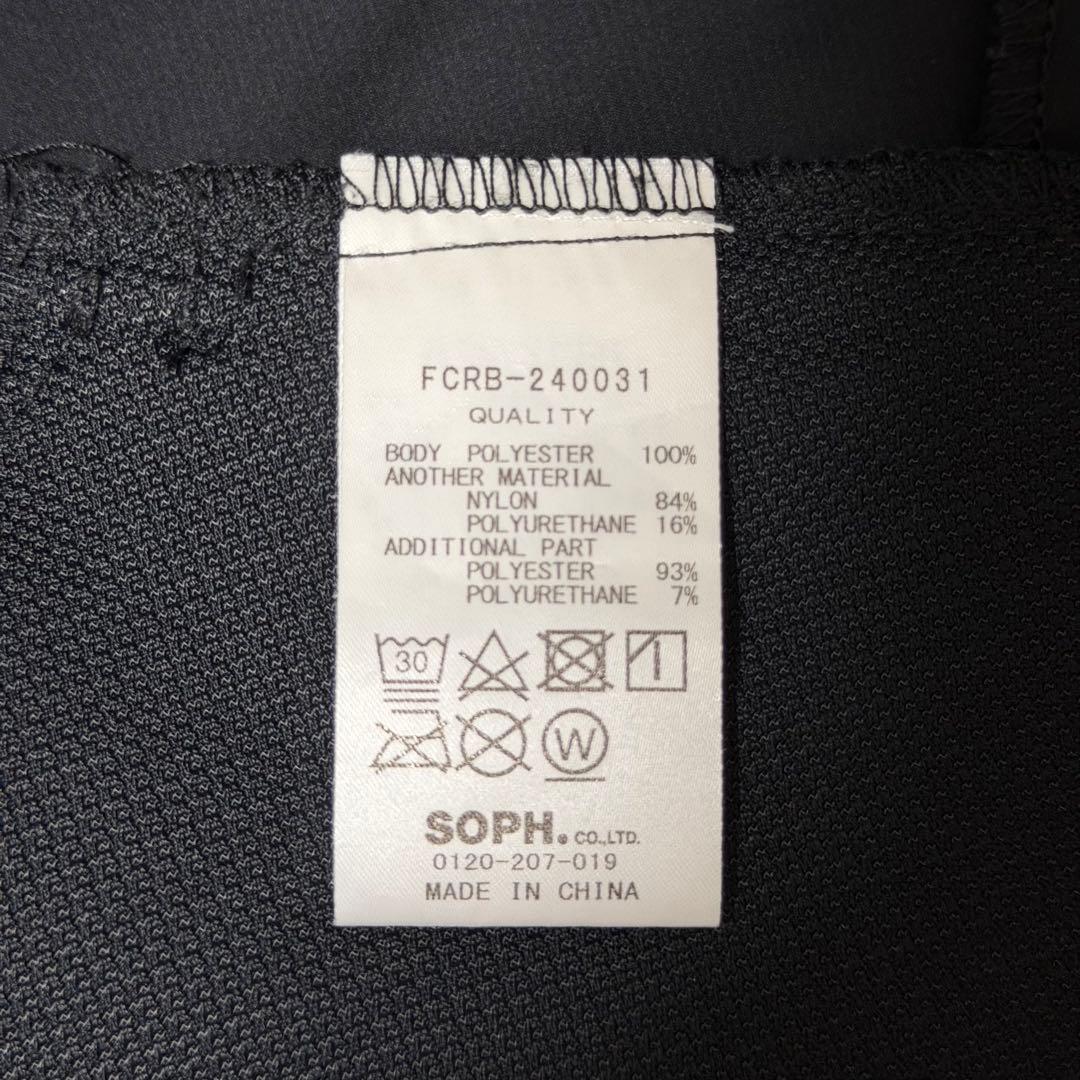 FCRB-240031
QUALITY
BODY POLYESTER 100%
ANOTHER MATERIAL
NYLON 84%
POLYURETHANE 16%
ADDITIONAL PART
POLYESTER 93%
POLYURETHANE 7%
30
W
SOPH. CO.,LTD.
0120-207-019
MADE IN CHINA